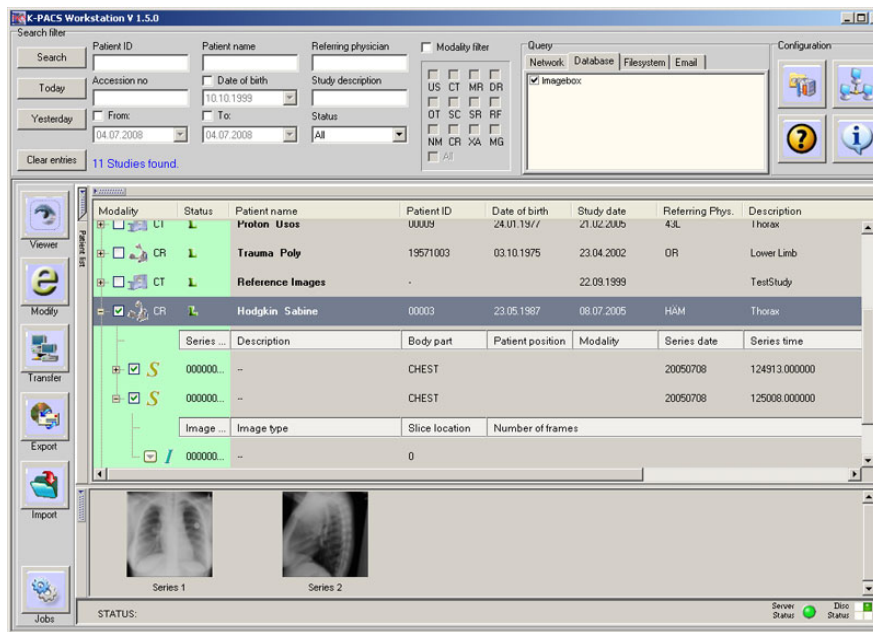 K-PACS Workstation V 1.5.0
Search filter
Search
Patient ID
Patient name
Referring physician
Modality filter
Query
Network Database Filesystem Email
Configuration
Today
Accession no
Date of birth
Study description
10.10.1999
US CT MR DR
Imagebox
Yesterday
From:
To:
Status
OT SC SR RF
04.07.2008
04.07.2008
All
NM CR XA MG
Clear entries
11 Studies found.
All
Viewer
Modify
Transfer
Export
Import
Jobs
Patient list
Modality Status Patient name Patient ID Date of birth Study date Referring Phys. Description
CT Proton Usos 00009 24.01.1977 21.02.2005 43L Thorax
CR Trauma Poly 19571003 03.10.1975 23.04.2002 OR Lower Limb
CT Reference Images - 22.09.1999 TestStudy
CR Hodgkin Sabine 00003 23.05.1987 08.07.2005 HÄM Thorax
Series ... Description Body part Patient position Modality Series date Series time
S 000000... -- CHEST 20050708 124913.000000
S 000000... -- CHEST 20050708 125008.000000
Image ... Image type Slice location Number of frames
I 000000... -- 0
Series 1
Series 2
STATUS:
Server Status
Disc Status